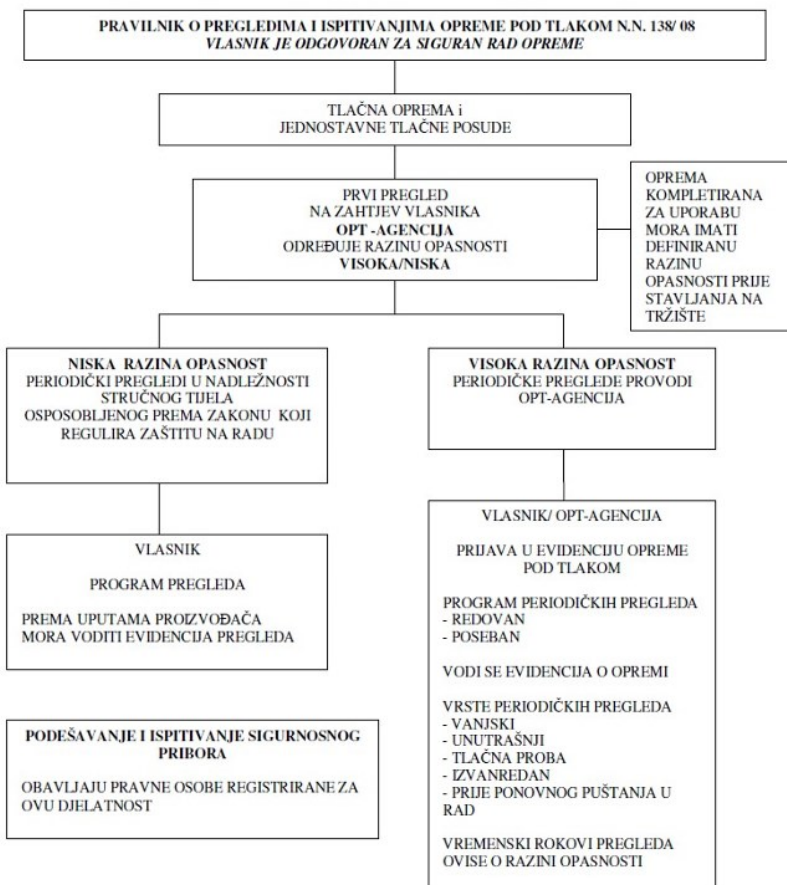 PRAVILNIK O PREGLEDIMA I ISPITIVANJIMA OPREME POD TLAKOM N.N. 138/ 08
VLASNIK JE ODGOVORAN ZA SIGURAN RAD OPREME
TLAČNA OPREMA i
JEDNOSTAVNE TLAČNE POSUDE
PRVI PREGLED
NA ZAHTJEV VLASNIKA
OPT -AGENCIJA
ODREĐUJE RAZINU OPASNOSTI
VISOKA/NISKA
OPREMA
KOMPLETIRANA
ZA UPORABU
MORA IMATI
DEFINIRANU
RAZINU
OPASNOSTI PRIJE
STAVLJANJA NA
TRŽIŠTE
NISKA RAZINA OPASNOST
PERIODIČKI PREGLEDI U NADLEŽNOSTI
STRUČNOG TIJELA
OSPOSOBLJENOG PREMA ZAKONU KOJI
REGULIRA ZAŠTITU NA RADU
VISOKA RAZINA OPASNOST
PERIODIČKE PREGLEDE PROVODI
OPT-AGENCIJA
VLASNIK
PROGRAM PREGLEDA
PREMA UPUTAMA PROIZVOĐAČA
MORA VODITI EVIDENCIJA PREGLEDA
VLASNIK/ OPT-AGENCIJA
PRIJAVA U EVIDENCIJU OPREME
POD TLAKOM
PROGRAM PERIODIČKIH PREGLEDA
- REDOVAN
- POSEBAN
VODI SE EVIDENCIJA O OPREMI
VRSTE PERIODIČKIH PREGLEDA
- VANJSKI
- UNUTRAŠNJI
- TLAČNA PROBA
- IZVANREDAN
- PRIJE PONOVNOG PUŠTANJA U
RAD
VREMENSKI ROKOVI PREGLEDA
OVISE O RAZINI OPASNOSTI
PODEŠAVANJE I ISPITIVANJE SIGURNOSNOG
PRIBORA
OBAVLJAJU PRAVNE OSOBE REGISTRIRANE ZA
OVU DJELATNOST